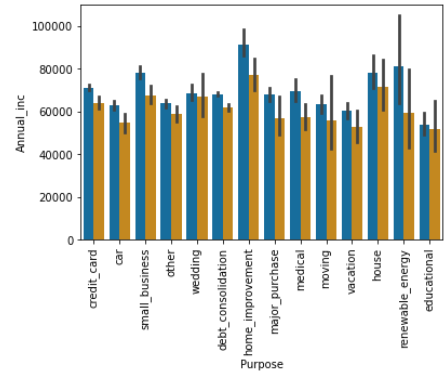 100000
80000
60000
40000
20000
0
Annual_inc
credit_card
car
small_business
other
wedding
debt_consolidation
home_improvement
major_purchase
medical
moving
vacation
house
renewable_energy
educational
Purpose